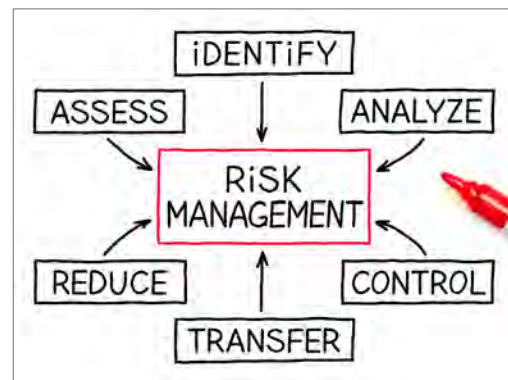 iDENTiFY
ASSESS
ANALYZE
RiSK
MANAGEMENT
REDUCE
CONTROL
TRANSFER